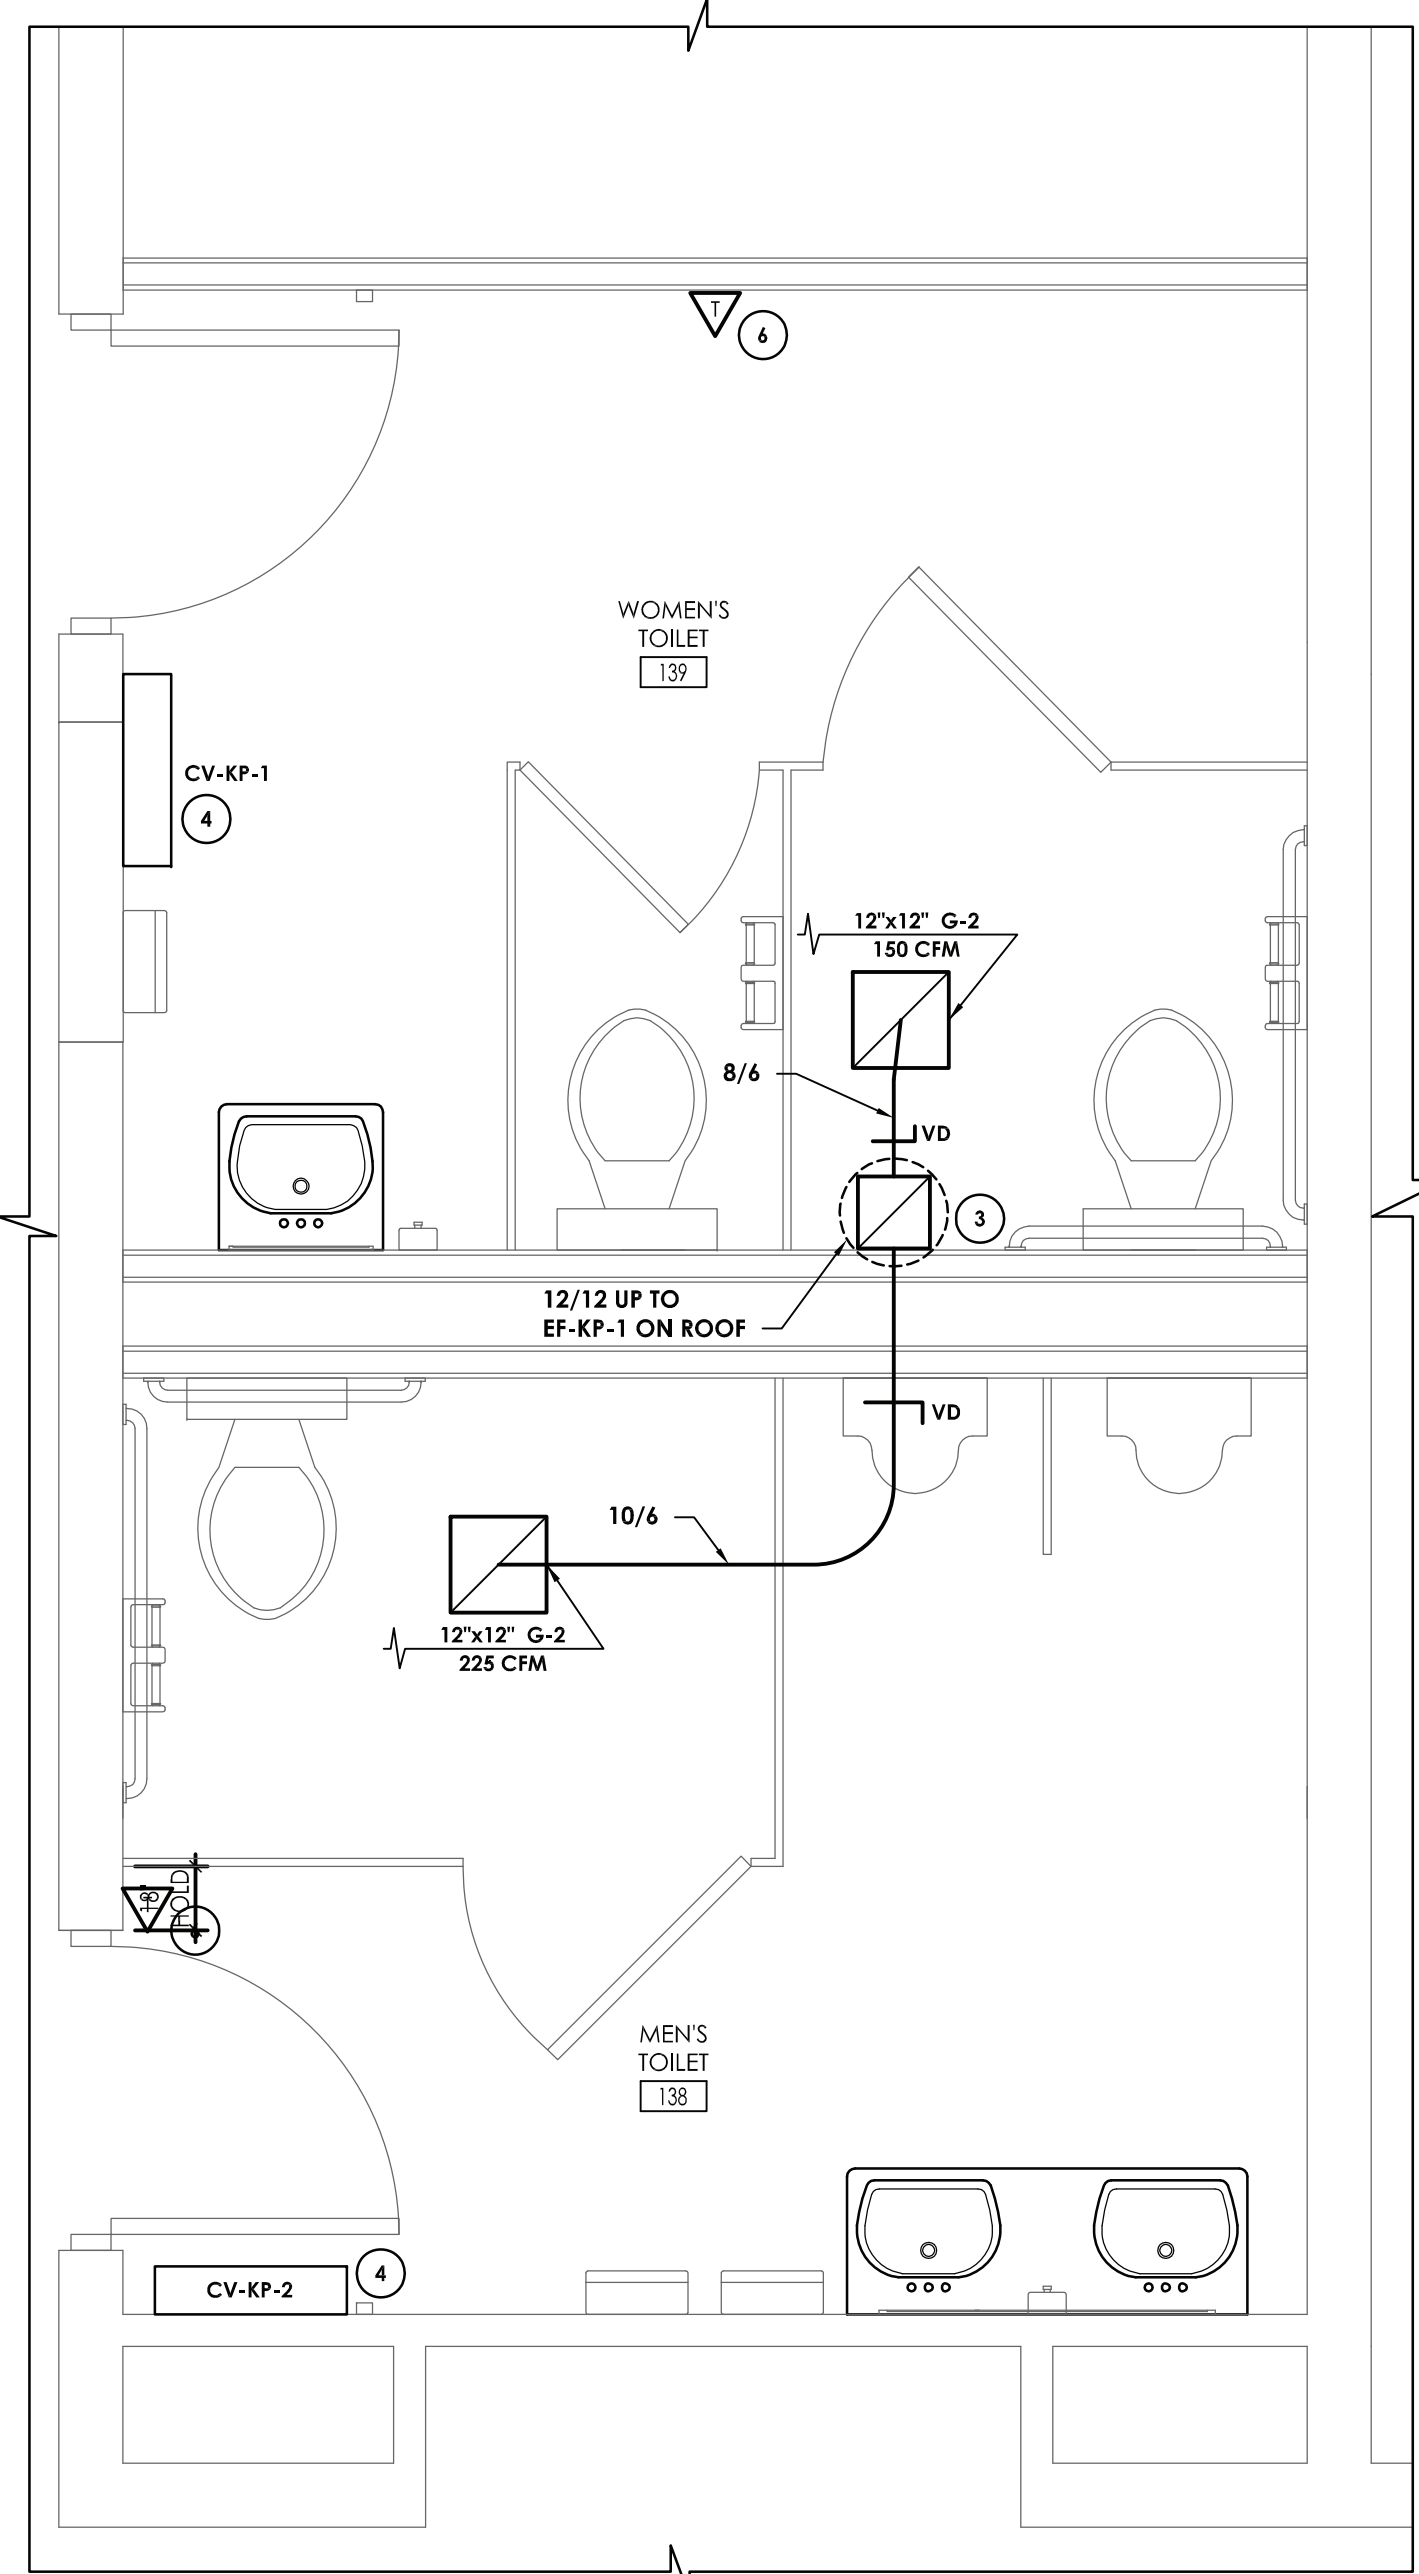 T
6
WOMEN'S
TOILET
139
CV-KP-1
4
12"x12" G-2
150 CFM
8/6
VD
3
12/12 UP TO
EF-KP-1 ON ROOF
VD
10/6
12"x12" G-2
225 CFM
HOLD
MEN'S
TOILET
138
4
CV-KP-2